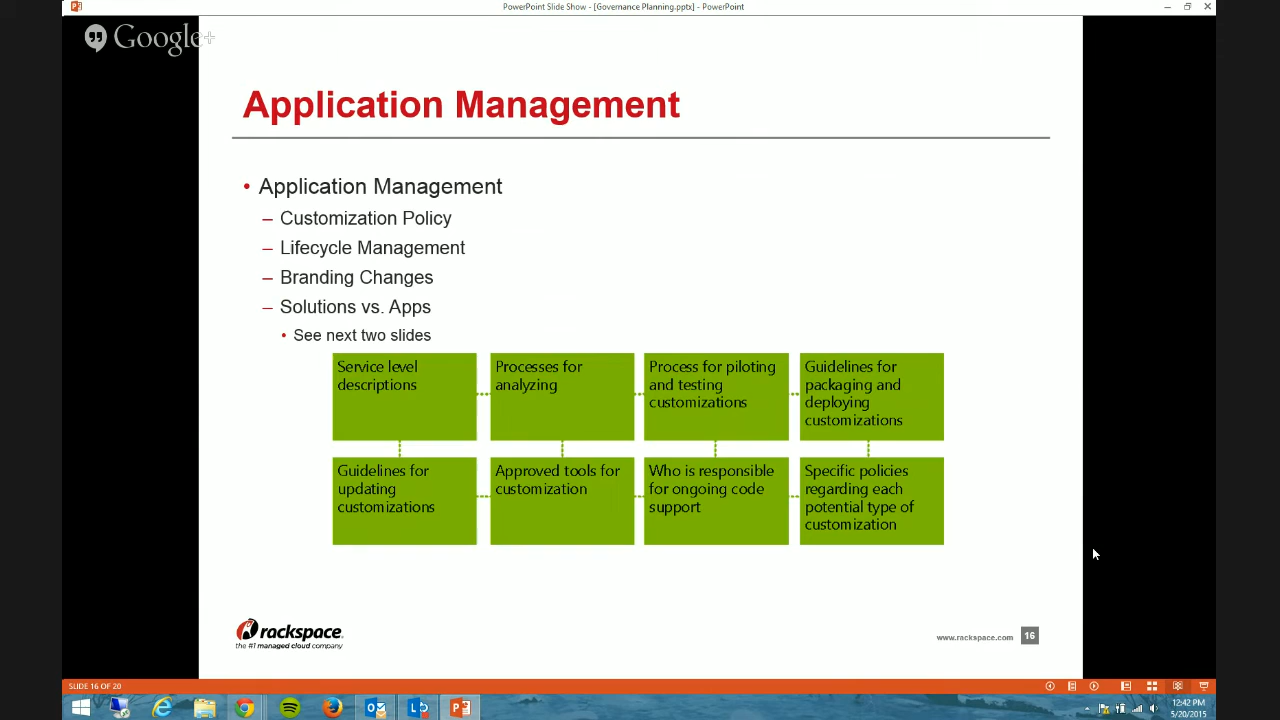 PowerPoint Slide Show - [Governance Planning.pptx] - PowerPoint
Google+
Application Management
• Application Management
– Customization Policy
– Lifecycle Management
– Branding Changes
– Solutions vs. Apps
• See next two slides
Service level
descriptions
Processes for
analyzing
Process for piloting
and testing
customizations
Guidelines for
packaging and
deploying
customizations
Guidelines for
updating
customizations
Approved tools for
customization
Who is responsible
for ongoing code
support
Specific policies
regarding each
potential type of
customization
rackspace
the #1 managed cloud company
www.rackspace.com 16
SLIDE 16 OF 20
12:42 PM
5/20/2015